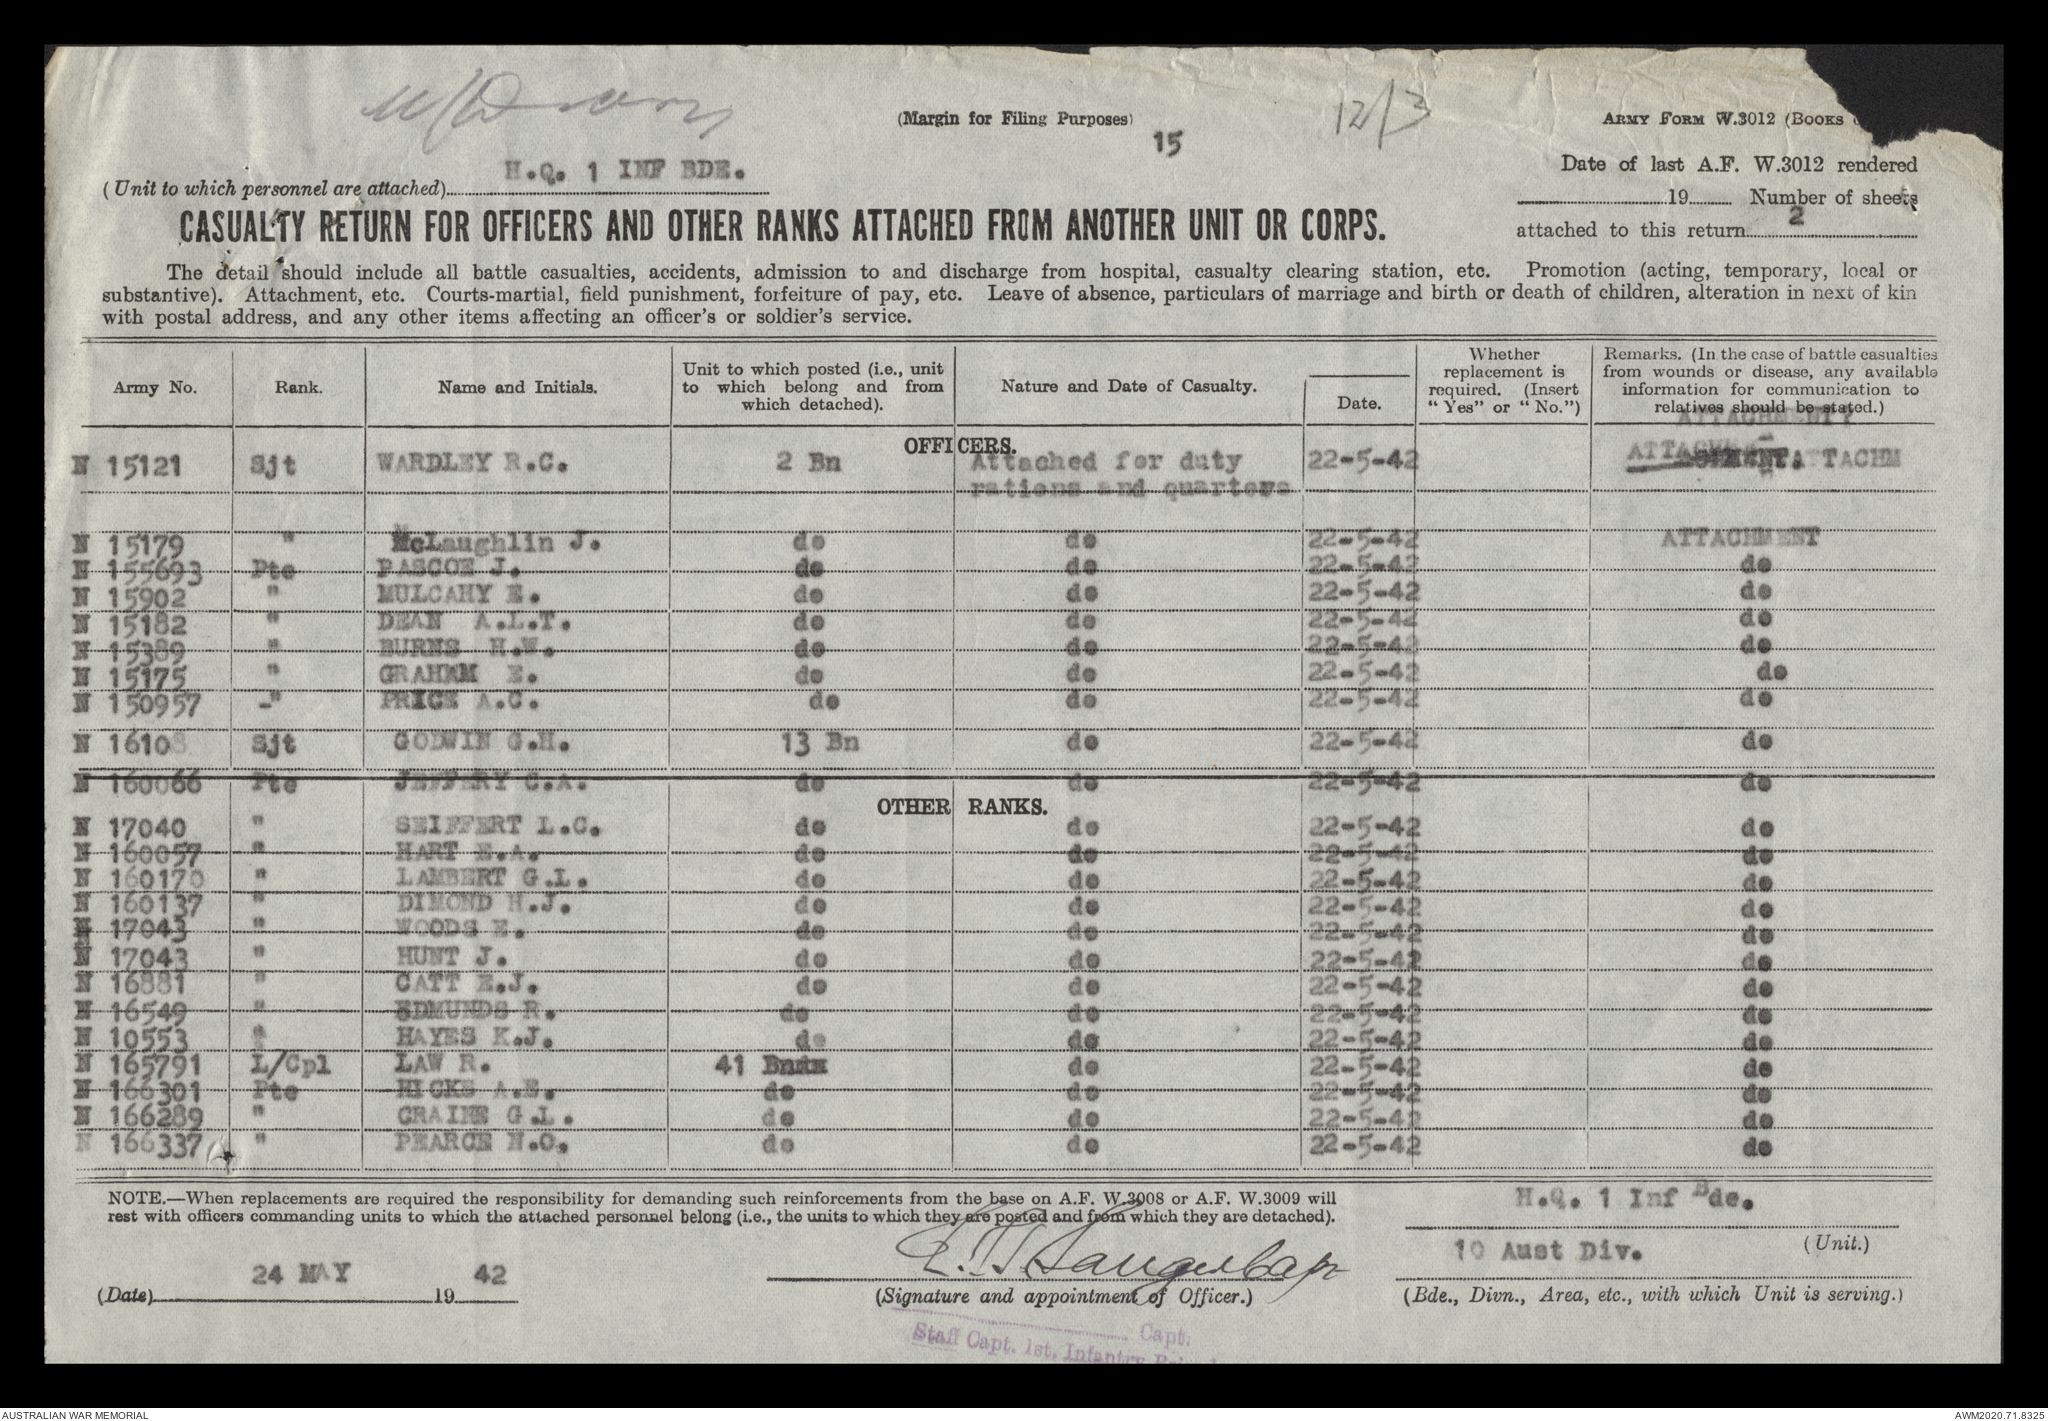 (Margin for Filing Purposes)
12/3
ARMY FORM W.3012 (BOOKS
15
Date of last A.F. W.3012 rendered
H.Q. 1 INF BDE.
(Unit to which personnel are attached)
19 Number of sheets
2
attached to this return
CASUALTY RETURN FOR OFFICERS AND OTHER RANKS ATTACHED FROM ANOTHER UNIT OR CORPS.
The detail should include all battle casualties, accidents, admission to and discharge from hospital, casualty clearing station, etc. Promotion (acting, temporary, local or
substantive). Attachment, etc. Courts-martial, field punishment, forfeiture of pay, etc. Leave of absence, particulars of marriage and birth or death of children, alteration in next of kin
with postal address, and any other items affecting an officer's or soldier's service.
Army No. Rank. Name and Initials. Unit to which posted (i.e., unit to which belong and from which detached). Nature and Date of Casualty. Date. Whether replacement is required. (Insert "Yes" or "No.") Remarks. (In the case of battle casualties from wounds or disease, any available information for communication to relatives should be stated.)
OFFICERS.
N 15121 Sjt WARDLEY R.C. 2 Bn Attached for duty 22-5-42
rations and quarters
N 15179 " McLaughlin J. do do 22-5-42 ATTACHMENT
N 155693 Pte PASCOE J. do do 22-5-42 do
N 15902 " MULCAHY E. do do 22-5-42 do
N 15182 " DEAN A.L.T. do do 22-5-42 do
N 15389 " BURNS H.W. do do 22-5-42 do
N 15175 " GRAHAM E. do do 22-5-42 do
N 150957 -" PRICE A.C. do do 22-5-42 do
N 16108 Sjt GODWIN G.H. 13 Bn do 22-5-42 do
N 160066 Pte JEFFERY C.A. do do 22-5-42 do
OTHER RANKS.
N 17040 " SEIFFERT L.C. do do 22-5-42 do
N 160057 " HART E.A. do do 22-5-42 do
N 160170 " LAMBERT G.L. do do 22-5-42 do
N 160137 " DIMOND H.J. do do 22-5-42 do
N 17043 " WOODS E. do do 22-5-42 do
N 17043 " HUNT J. do do 22-5-42 do
N 16881 " CATT E.J. do do 22-5-42 do
N 16549 " EDMUNDS R. do do 22-5-42 do
N 10553 " HAYES K.J. do do 22-5-42 do
N 165791 L/Cpl LAW R. 41 Bn do 22-5-42 do
N 166301 Pte HICKS A.E. do do 22-5-42 do
N 166289 " CRAINE G.L. do do 22-5-42 do
N 166337 " PEARCE N.O. do do 22-5-42 do
NOTE.—When replacements are required the responsibility for demanding such reinforcements from the base on A.F. W.3008 or A.F. W.3009 will
rest with officers commanding units to which the attached personnel belong (i.e., the units to which they are posted and from which they are detached).
H.Q. 1 Inf Bde.
(Unit.)
10 Aust Div.
24 MAY 42
(Date) 19
(Signature and appointment of Officer.)
(Bde., Divn., Area, etc., with which Unit is serving.)
Capt.
Staff Capt. 1st. Infantry
AUSTRALIAN WAR MEMORIAL
AWM2020.71.8325